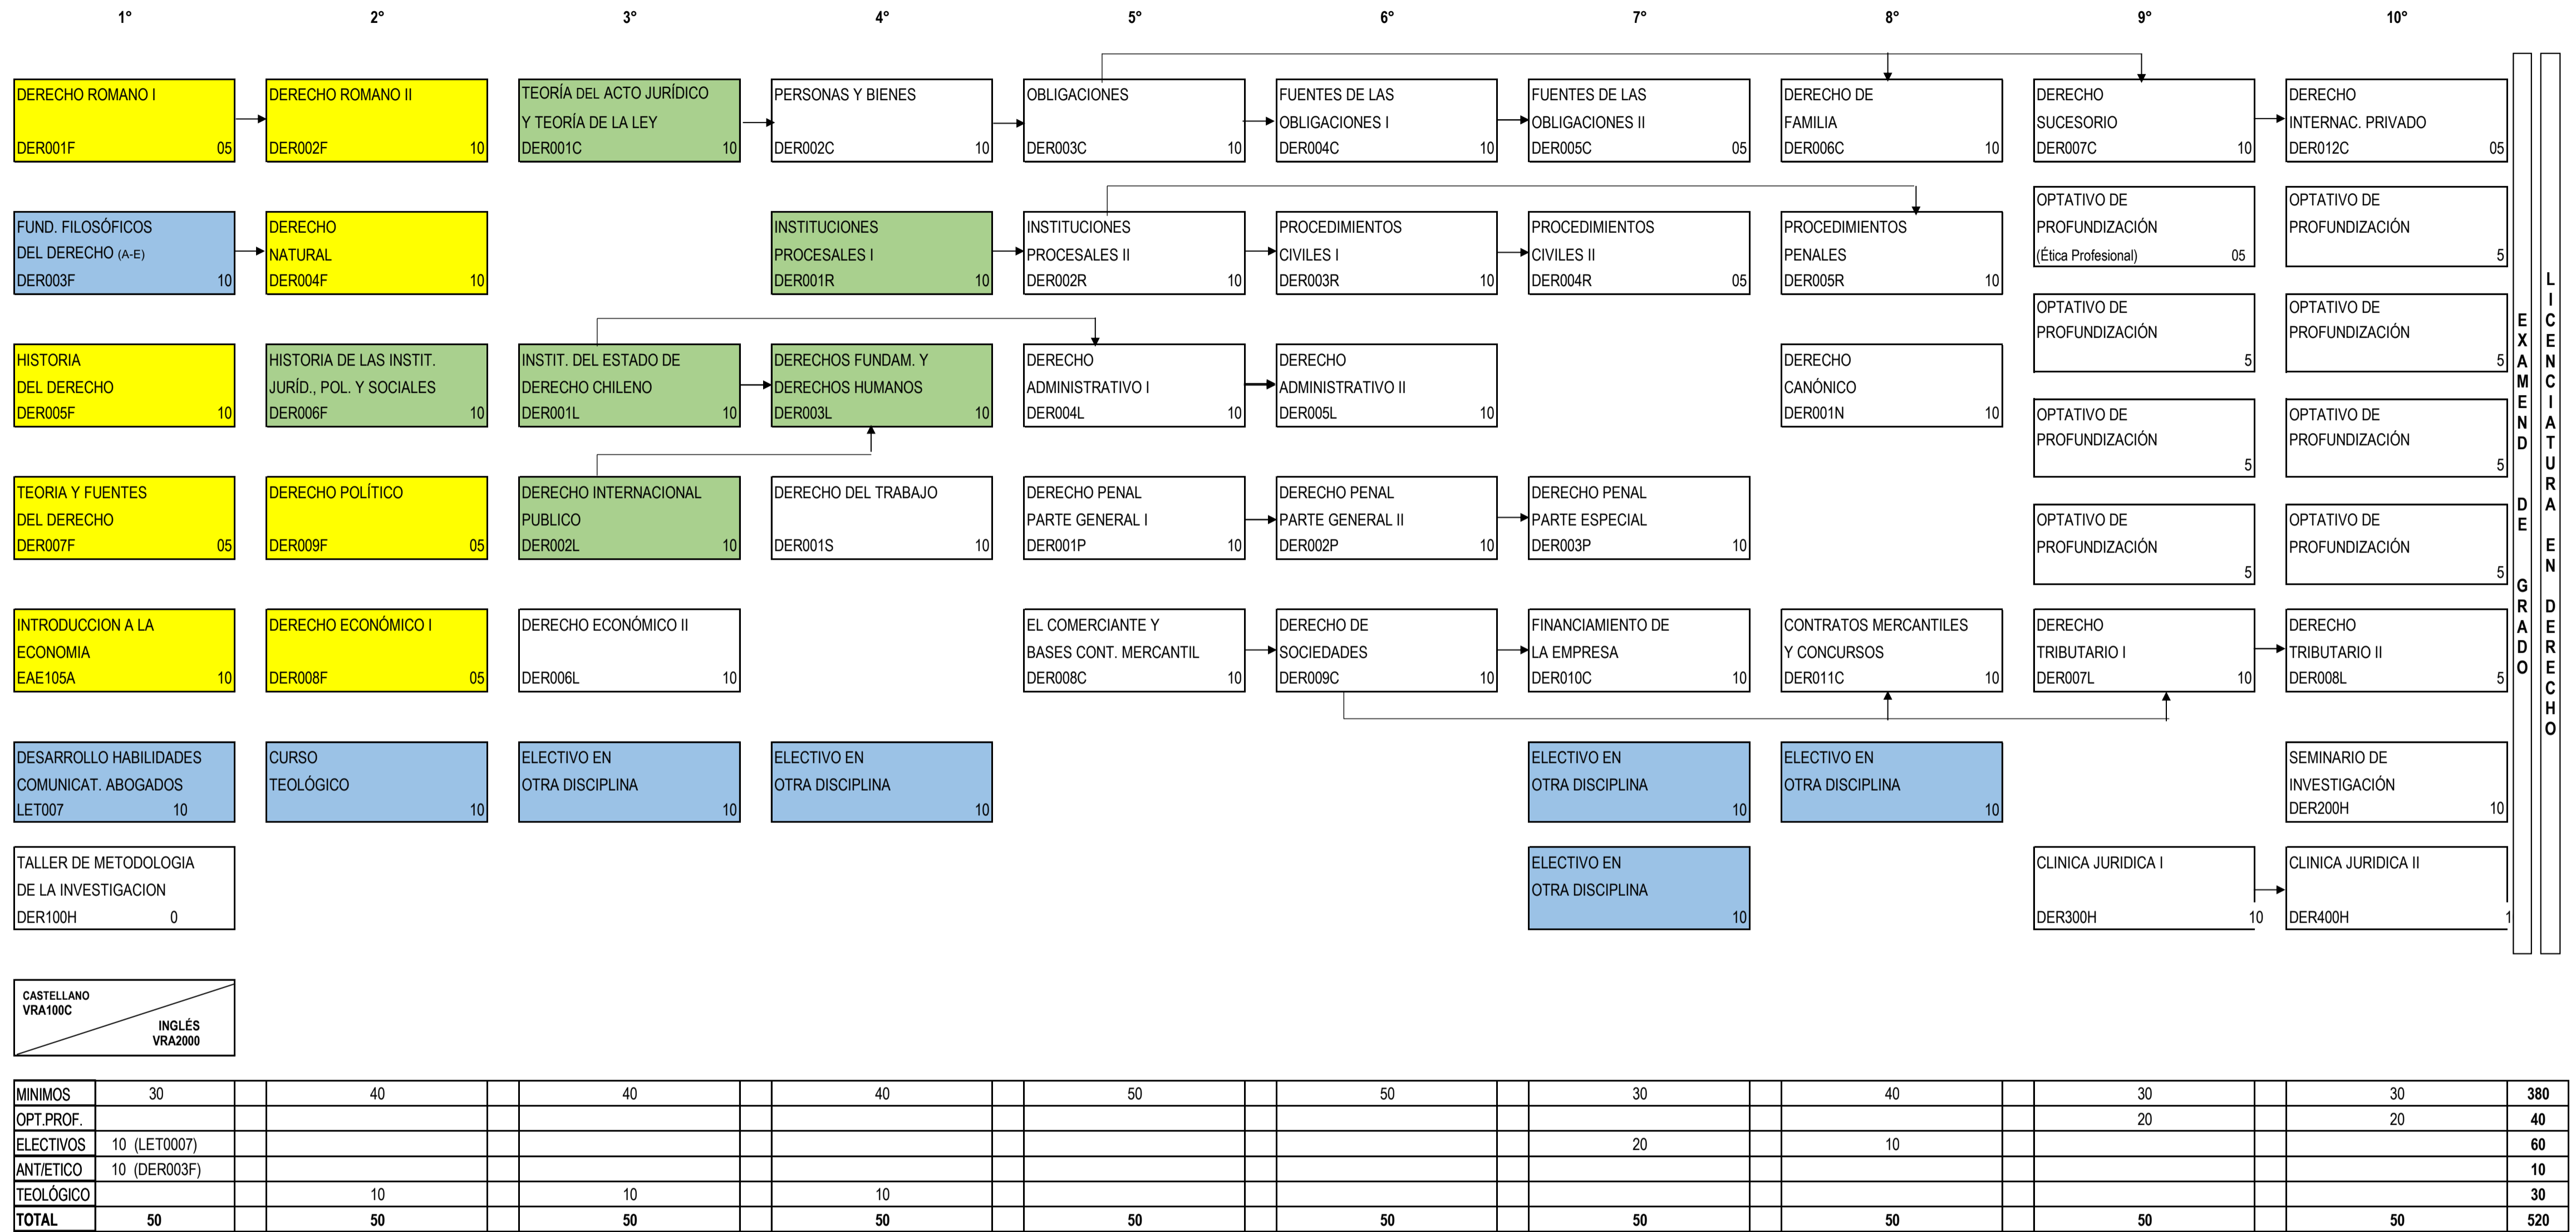 1° 2° 3° 4° 5° 6° 7° 8° 9° 10°
DERECHO ROMANO I
DER001F 05
DERECHO ROMANO II
DER002F 10
TEORÍA DEL ACTO JURÍDICO
Y TEORÍA DE LA LEY
DER001C 10
PERSONAS Y BIENES
DER002C 10
OBLIGACIONES
DER003C 10
FUENTES DE LAS
OBLIGACIONES I
DER004C 10
FUENTES DE LAS
OBLIGACIONES II
DER005C 05
DERECHO DE
FAMILIA
DER006C 10
DERECHO
SUCESORIO
DER007C 10
DERECHO
INTERNAC. PRIVADO
DER012C 05
FUND. FILOSÓFICOS
DEL DERECHO (A-E)
DER003F 10
DERECHO
NATURAL
DER004F 10
INSTITUCIONES
PROCESALES I
DER001R 10
INSTITUCIONES
PROCESALES II
DER002R 10
PROCEDIMIENTOS
CIVILES I
DER003R 10
PROCEDIMIENTOS
CIVILES II
DER004R 05
PROCEDIMIENTOS
PENALES
DER005R 10
OPTATIVO DE
PROFUNDIZACIÓN
(Ética Profesional) 05
OPTATIVO DE
PROFUNDIZACIÓN
5
HISTORIA
DEL DERECHO
DER005F 10
HISTORIA DE LAS INSTIT.
JURÍD., POL. Y SOCIALES
DER006F 10
INSTIT. DEL ESTADO DE
DERECHO CHILENO
DER001L 10
DERECHOS FUNDAM. Y
DERECHOS HUMANOS
DER003L 10
DERECHO
ADMINISTRATIVO I
DER004L 10
DERECHO
ADMINISTRATIVO II
DER005L 10
DERECHO
CANÓNICO
DER001N 10
OPTATIVO DE
PROFUNDIZACIÓN
5
OPTATIVO DE
PROFUNDIZACIÓN
5
OPTATIVO DE
PROFUNDIZACIÓN
5
OPTATIVO DE
PROFUNDIZACIÓN
5
TEORIA Y FUENTES
DEL DERECHO
DER007F 05
DERECHO POLÍTICO
DER009F 05
DERECHO INTERNACIONAL
PUBLICO
DER002L 10
DERECHO DEL TRABAJO
DER001S 10
DERECHO PENAL
PARTE GENERAL I
DER001P 10
DERECHO PENAL
PARTE GENERAL II
DER002P 10
DERECHO PENAL
PARTE ESPECIAL
DER003P 10
OPTATIVO DE
PROFUNDIZACIÓN
5
OPTATIVO DE
PROFUNDIZACIÓN
5
INTRODUCCION A LA
ECONOMIA
EAE105A 10
DERECHO ECONÓMICO I
DER008F 05
DERECHO ECONÓMICO II
DER006L 10
EL COMERCIANTE Y
BASES CONT. MERCANTIL
DER008C 10
DERECHO DE
SOCIEDADES
DER009C 10
FINANCIAMIENTO DE
LA EMPRESA
DER010C 10
CONTRATOS MERCANTILES
Y CONCURSOS
DER011C 10
DERECHO
TRIBUTARIO I
DER007L 10
DERECHO
TRIBUTARIO II
DER008L 5
DESARROLLO HABILIDADES
COMUNICAT. ABOGADOS
LET007 10
CURSO
TEOLÓGICO
10
ELECTIVO EN
OTRA DISCIPLINA
10
ELECTIVO EN
OTRA DISCIPLINA
10
ELECTIVO EN
OTRA DISCIPLINA
10
ELECTIVO EN
OTRA DISCIPLINA
10
SEMINARIO DE
INVESTIGACIÓN
DER200H 10
TALLER DE METODOLOGIA
DE LA INVESTIGACION
DER100H 0
ELECTIVO EN
OTRA DISCIPLINA
10
CLINICA JURIDICA I
DER300H 10
CLINICA JURIDICA II
DER400H 1
EXAMEND DE GRADO
LICENCIATURA EN DERECHO
CASTELLANO
VRA100C
INGLÉS
VRA2000
MINIMOS 30 40 40 40 50 50 30 40 30 30 380
OPT.PROF. 20 20 40
ELECTIVOS 10 (LET0007) 20 10 60
ANT/ETICO 10 (DER003F) 10
TEOLÓGICO 10 10 10 30
TOTAL 50 50 50 50 50 50 50 50 50 50 520